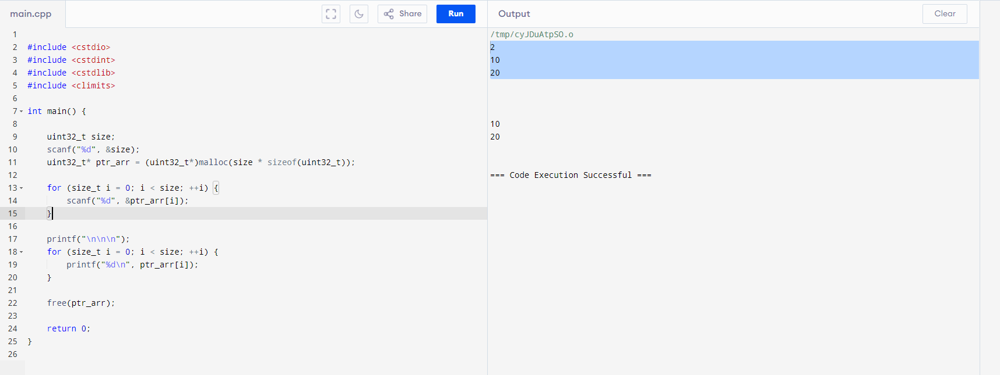 main.cpp
Share
Run
Output
Clear
1
2 #include <cstdio>
3 #include <cstdint>
4 #include <cstdlib>
5 #include <climits>
6
7 int main() {
8
9 uint32_t size;
10 scanf("%d", &size);
11 uint32_t* ptr_arr = (uint32_t*)malloc(size * sizeof(uint32_t));
12
13 for (size_t i = 0; i < size; ++i) {
14 scanf("%d", &ptr_arr[i]);
15 }
16
17 printf("\n\n\n");
18 for (size_t i = 0; i < size; ++i) {
19 printf("%d\n", ptr_arr[i]);
20 }
21
22 free(ptr_arr);
23
24 return 0;
25 }
26
/tmp/cyJDuAtpSO.o
2
10
20
10
20
=== Code Execution Successful ===